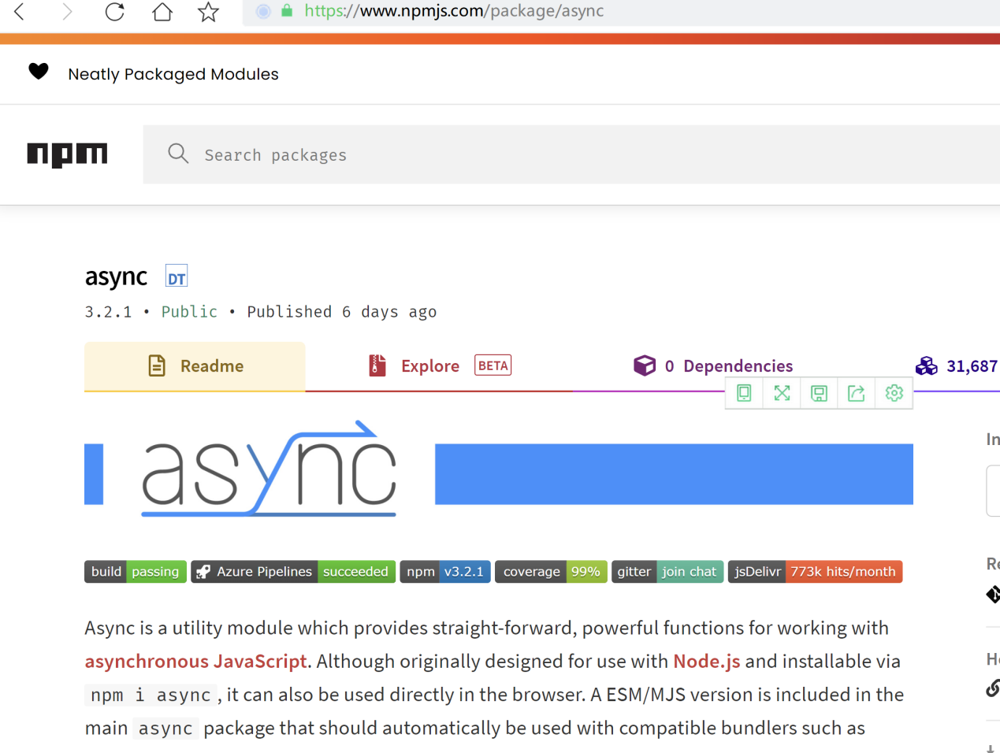 https://www.npmjs.com/package/async
Neatly Packaged Modules
npm
Search packages
async DT
3.2.1 • Public • Published 6 days ago
Readme Explore BETA 0 Dependencies 31,687
async
build passing Azure Pipelines succeeded npm v3.2.1 coverage 99% gitter join chat jsDelivr 773k hits/month
Async is a utility module which provides straight-forward, powerful functions for working with
asynchronous JavaScript. Although originally designed for use with Node.js and installable via
npm i async, it can also be used directly in the browser. A ESM/MJS version is included in the
main async package that should automatically be used with compatible bundlers such as